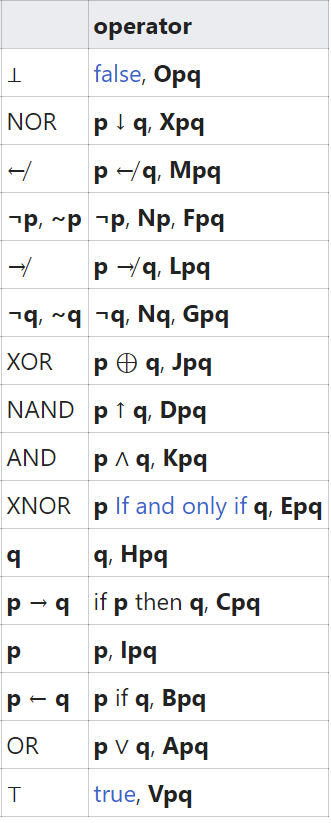 operator
⊥ false, Opq
NOR p ↓ q, Xpq
↚ p ↚ q, Mpq
¬p, ~p ¬p, Np, Fpq
↛ p ↛ q, Lpq
¬q, ~q ¬q, Nq, Gpq
XOR p ⊕ q, Jpq
NAND p ↑ q, Dpq
AND p ∧ q, Kpq
XNOR p If and only if q, Epq
q q, Hpq
p → q if p then q, Cpq
p p, Ipq
p ← q p if q, Bpq
OR p ∨ q, Apq
⊤ true, Vpq